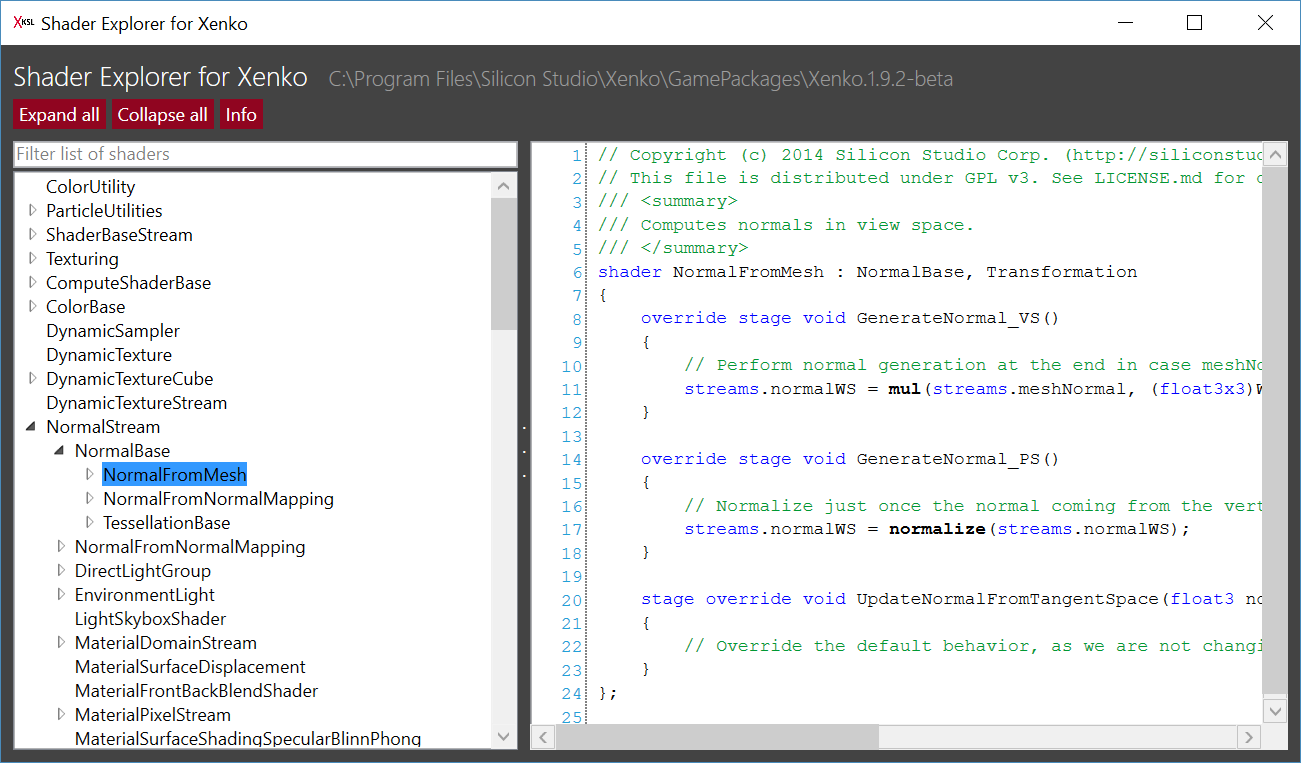 XKSL Shader Explorer for Xenko
Shader Explorer for Xenko C:\Program Files\Silicon Studio\Xenko\GamePackages\Xenko.1.9.2-beta
Expand all Collapse all Info
Filter list of shaders
ColorUtility
ParticleUtilities
ShaderBaseStream
Texturing
ComputeShaderBase
ColorBase
DynamicSampler
DynamicTexture
DynamicTextureCube
DynamicTextureStream
NormalStream
NormalBase
NormalFromMesh
NormalFromNormalMapping
TessellationBase
NormalFromNormalMapping
DirectLightGroup
EnvironmentLight
LightSkyboxShader
MaterialDomainStream
MaterialSurfaceDisplacement
MaterialFrontBackBlendShader
MaterialPixelStream
MaterialSurfaceShadingSpecularBlinnPhong
1 // Copyright (c) 2014 Silicon Studio Corp. (http://siliconstu
2 // This file is distributed under GPL v3. See LICENSE.md for
3 /// <summary>
4 /// Computes normals in view space.
5 /// </summary>
6 shader NormalFromMesh : NormalBase, Transformation
7 {
8 override stage void GenerateNormal_VS()
9 {
10 // Perform normal generation at the end in case meshNo
11 streams.normalWS = mul(streams.meshNormal, (float3x3)W
12 }
13
14 override stage void GenerateNormal_PS()
15 {
16 // Normalize just once the normal coming from the vert
17 streams.normalWS = normalize(streams.normalWS);
18 }
19
20 stage override void UpdateNormalFromTangentSpace(float3 no
21 {
22 // Override the default behavior, as we are not changi
23 }
24 };
25